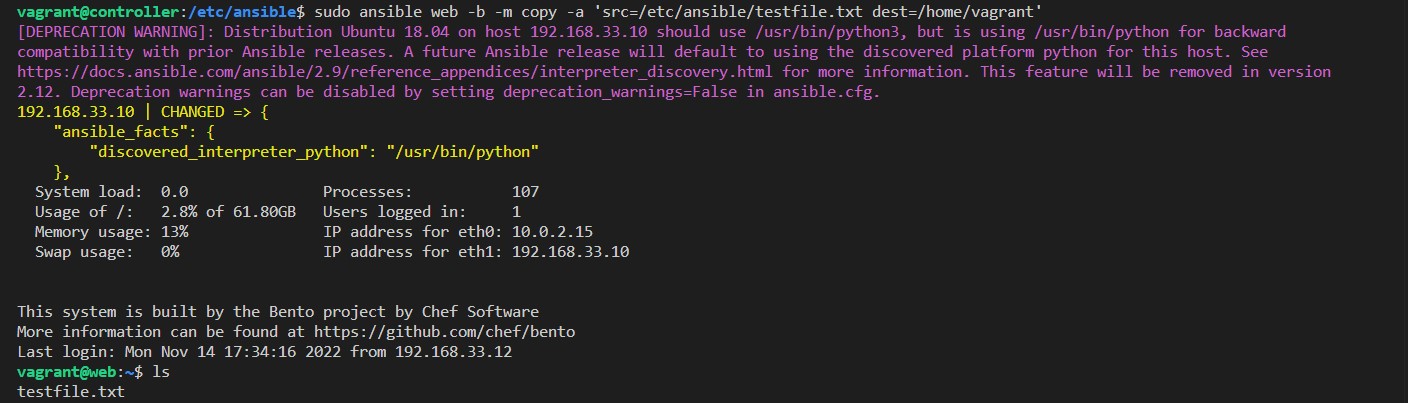 vagrant@controller:/etc/ansible$ sudo ansible web -b -m copy -a 'src=/etc/ansible/testfile.txt dest=/home/vagrant'
[DEPRECATION WARNING]: Distribution Ubuntu 18.04 on host 192.168.33.10 should use /usr/bin/python3, but is using /usr/bin/python for backward
compatibility with prior Ansible releases. A future Ansible release will default to using the discovered platform python for this host. See
https://docs.ansible.com/ansible/2.9/reference_appendices/interpreter_discovery.html for more information. This feature will be removed in version
2.12. Deprecation warnings can be disabled by setting deprecation_warnings=False in ansible.cfg.
192.168.33.10 | CHANGED => {
    "ansible_facts": {
        "discovered_interpreter_python": "/usr/bin/python"
    },
  System load:  0.0               Processes:           107
  Usage of /:   2.8% of 61.80GB   Users logged in:     1
  Memory usage: 13%               IP address for eth0: 10.0.2.15
  Swap usage:   0%                IP address for eth1: 192.168.33.10
This system is built by the Bento project by Chef Software
More information can be found at https://github.com/chef/bento
Last login: Mon Nov 14 17:34:16 2022 from 192.168.33.12
vagrant@web:~$ ls
testfile.txt